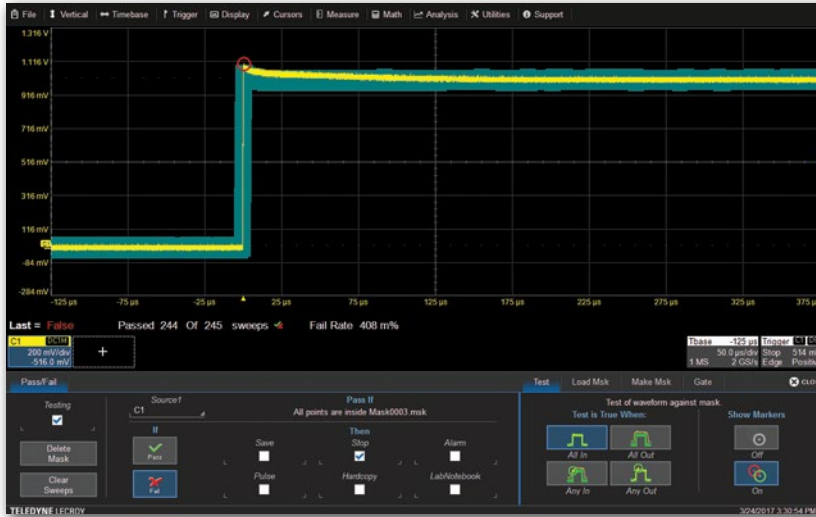 File Vertical Timebase Trigger Display Cursors Measure Math Analysis Utilities Support
1.316 V
1.116 V
916 mV
716 mV
516 mV
316 mV
116 mV
C1
-84 mV
-284 mV
-125 µs -75 µs -25 µs 25 µs 75 µs 125 µs 175 µs 225 µs 275 µs 325 µs 375 µs
Last = False Passed 244 Of 245 sweeps Fail Rate 408 m%
C1 DC1M
200 mV/div
-516.0 mV
+
Tbase -125 µs Trigger C1
50.0 µs/div Stop 514 m
1 MS 2 GS/s Edge Positiv
Pass/Fail Test Load Msk Make Msk Gate CLO
Testing
Delete Mask
Clear Sweeps
Source1
C1
Pass If
All points are inside Mask0003.msk
If
Pass
Fail
Then
Save Stop Alarm
Pulse Hardcopy LabNotebook
Test of waveform against mask.
Test is True When:
All In All Out
Any In Any Out
Show Markers
Off
On
TELEDYNE LECROY 3/24/2017 3:30:54 PM